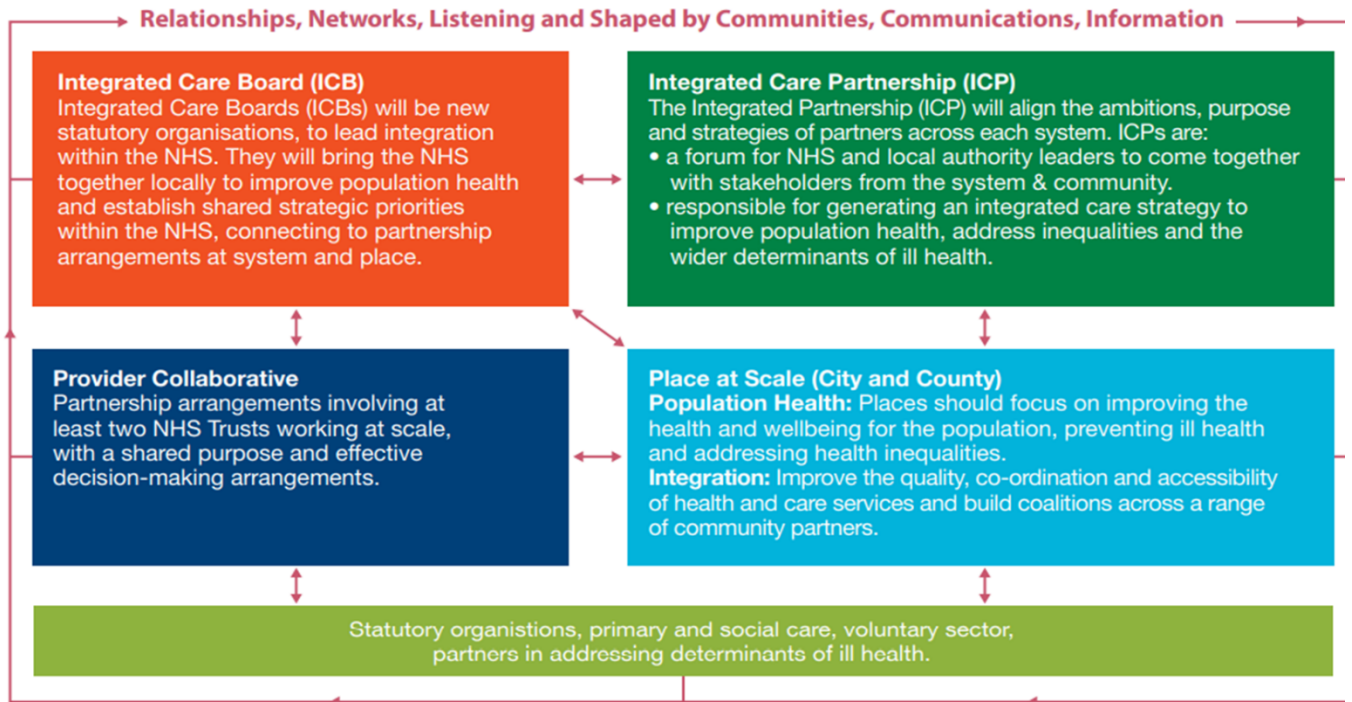 Relationships, Networks, Listening and Shaped by Communities, Communications, Information
Integrated Care Board (ICB)
Integrated Care Boards (ICBs) will be new
statutory organisations, to lead integration
within the NHS. They will bring the NHS
together locally to improve population health
and establish shared strategic priorities
within the NHS, connecting to partnership
arrangements at system and place.
Integrated Care Partnership (ICP)
The Integrated Partnership (ICP) will align the ambitions, purpose
and strategies of partners across each system. ICPs are:
• a forum for NHS and local authority leaders to come together
with stakeholders from the system & community.
• responsible for generating an integrated care strategy to
improve population health, address inequalities and the
wider determinants of ill health.
Provider Collaborative
Partnership arrangements involving at
least two NHS Trusts working at scale,
with a shared purpose and effective
decision-making arrangements.
Place at Scale (City and County)
Population Health: Places should focus on improving the
health and wellbeing for the population, preventing ill health
and addressing health inequalities.
Integration: Improve the quality, co-ordination and accessibility
of health and care services and build coalitions across a range
of community partners.
Statutory organistions, primary and social care, voluntary sector,
partners in addressing determinants of ill health.